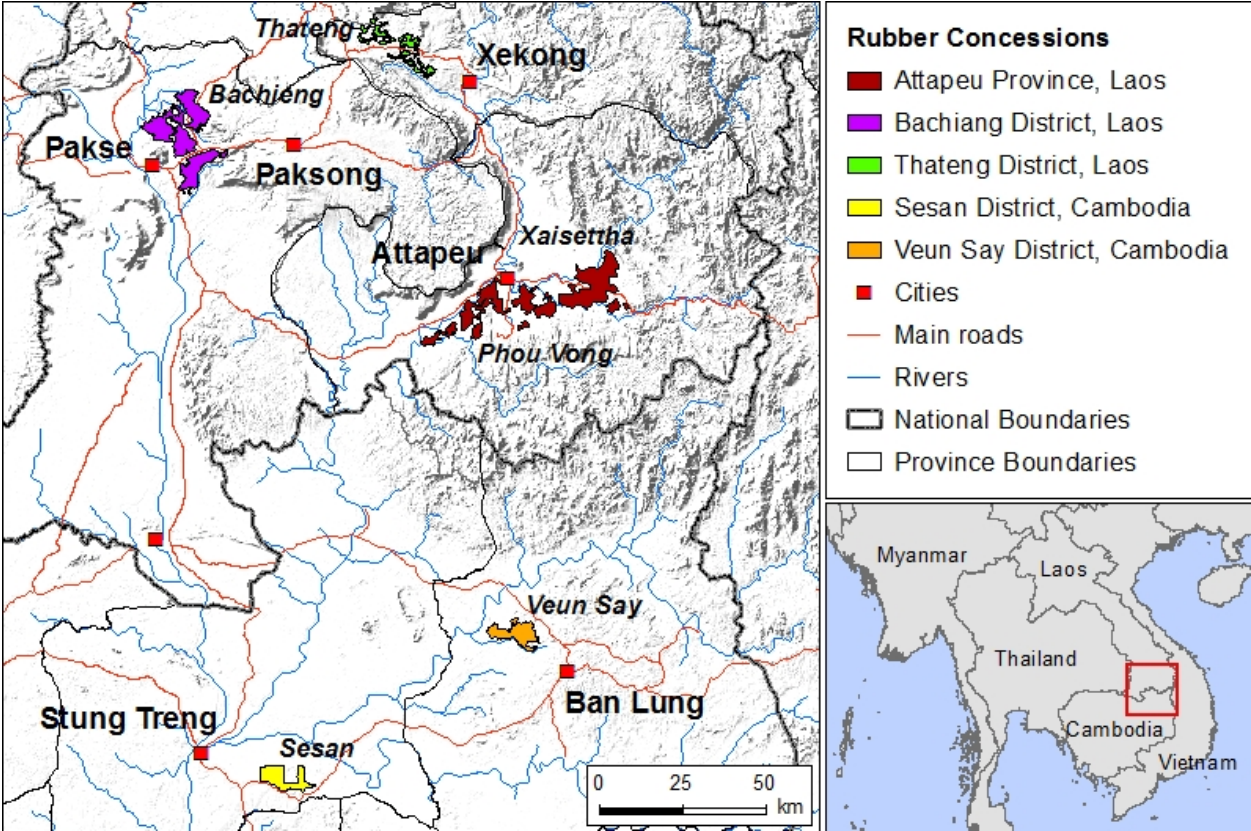 Thateng
Xekong
Bachieng
Pakse
Paksong
Xaisettha
Attapeu
Phou Vong
Veun Say
Ban Lung
Stung Treng
Sesan
0 25 50
km
Rubber Concessions
Attapeu Province, Laos
Bachiang District, Laos
Thateng District, Laos
Sesan District, Cambodia
Veun Say District, Cambodia
Cities
Main roads
Rivers
National Boundaries
Province Boundaries
Myanmar
Laos
Thailand
Cambodia
Vietnam